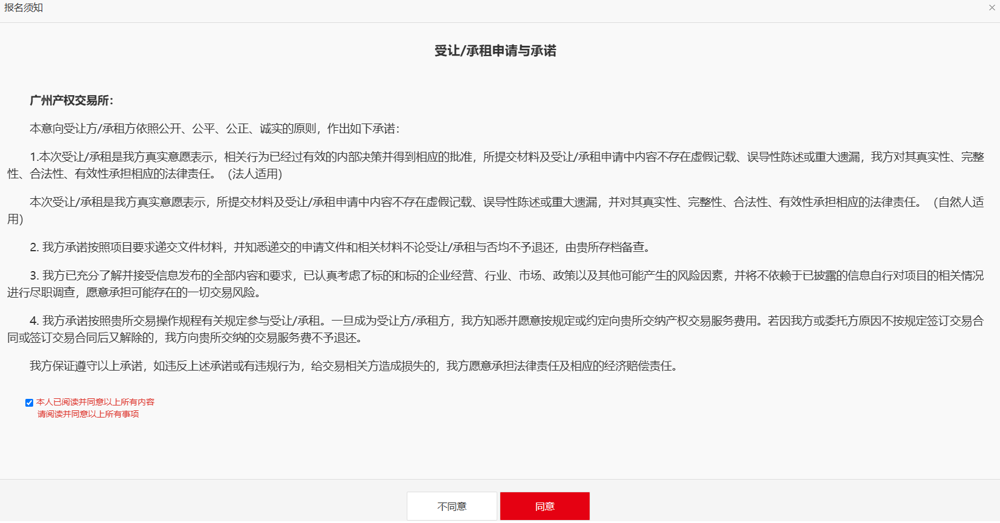 报名须知
×
受让/承租申请与承诺
广州产权交易所：
本意向受让方/承租方依照公开、公平、公正、诚实的原则，作出如下承诺：
1.本次受让/承租是我方真实意愿表示，相关行为已经过有效的内部决策并得到相应的批准，所提交材料及受让/承租申请中内容不存在虚假记载、误导性陈述或重大遗漏，我方对其真实性、完整
性、合法性、有效性承担相应的法律责任。（法人适用）
本次受让/承租是我方真实意愿表示，所提交材料及受让/承租申请中内容不存在虚假记载、误导性陈述或重大遗漏，并对其真实性、完整性、合法性、有效性承担相应的法律责任。（自然人适
用）
2. 我方承诺按照项目要求递交文件材料，并知悉递交的申请文件和相关材料不论受让/承租与否均不予退还，由贵所存档备查。
3. 我方已充分了解并接受信息发布的全部内容和要求，已认真考虑了标的和标的企业经营、行业、市场、政策以及其他可能产生的风险因素，并将不依赖于已披露的信息自行对项目的相关情况
进行尽职调查，愿意承担可能存在的一切交易风险。
4. 我方承诺按照贵所交易操作规程有关规定参与受让/承租。一旦成为受让方/承租方，我方知悉并愿意按规定或约定向贵所交纳产权交易服务费用。若因我方或委托方原因不按规定签订交易合
同或签订交易合同后又解除的，我方向贵所交纳的交易服务费不予退还。
我方保证遵守以上承诺，如违反上述承诺或有违规行为，给交易相关方造成损失的，我方愿意承担法律责任及相应的经济赔偿责任。
本人已阅读并同意以上所有内容
请阅读并同意以上所有事项
不同意 同意